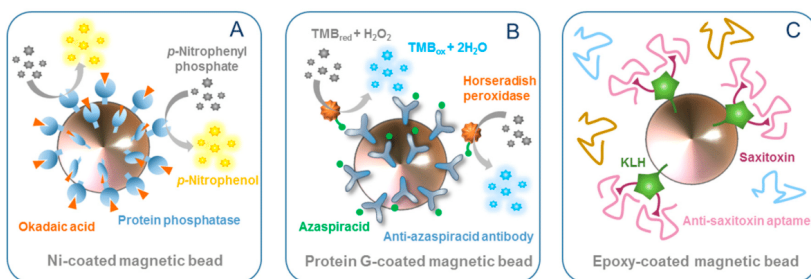 A
p-Nitrophenyl
phosphate
p-Nitrophenol
Okadaic acid
Protein phosphatase
Ni-coated magnetic bead
B
TMBred + H2O2
TMBox + 2H2O
Horseradish
peroxidase
Azaspiracid
Anti-azaspiracid antibody
Protein G-coated magnetic bead
C
KLH
Saxitoxin
Anti-saxitoxin aptame
Epoxy-coated magnetic bead